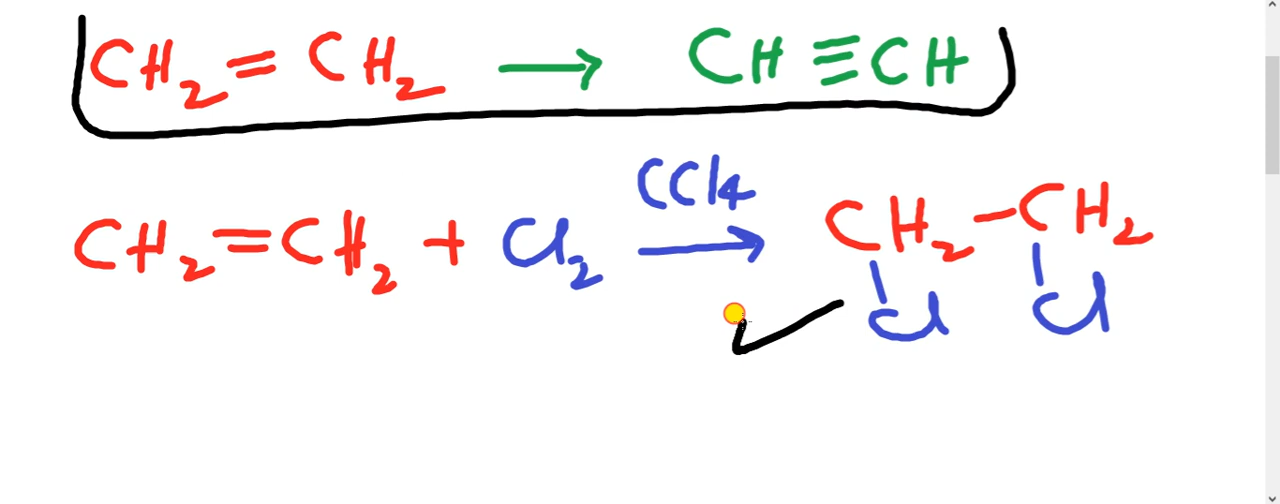 CH₂ = CH₂ → CH ≡ CH
CCl₄
CH₂ = CH₂ + Cl₂ → CH₂ – CH₂
Cl Cl